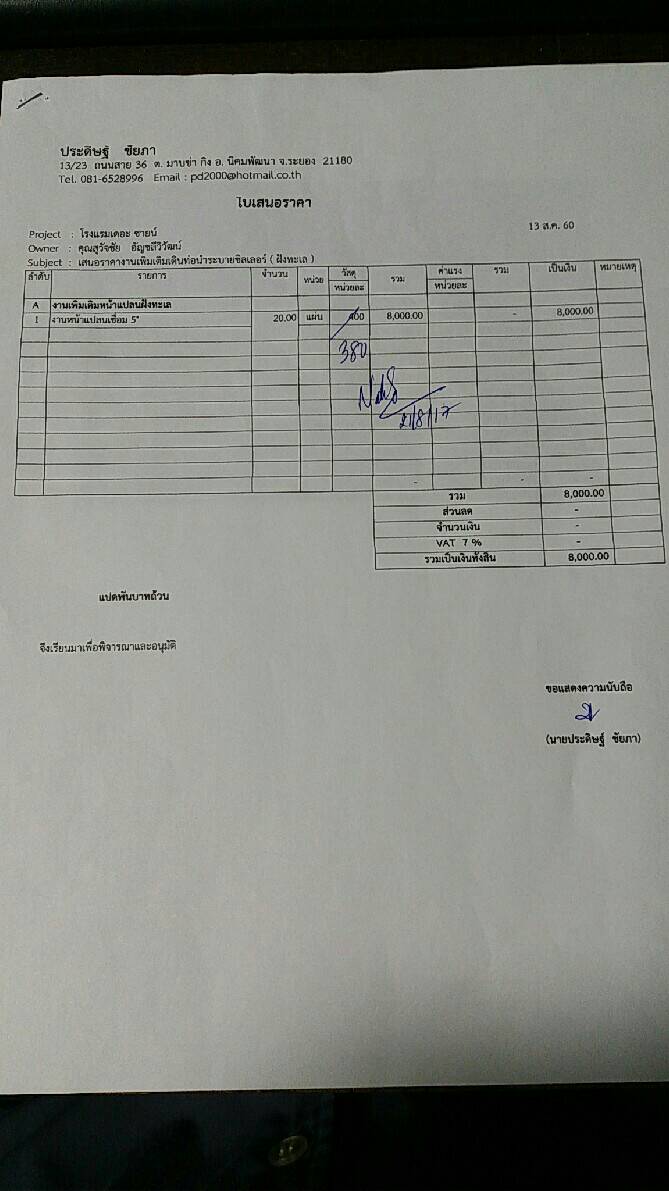 ประดิษฐ์ ชัยภา
13/23 ถนนสาย 36 ต. มาบข่า กิ่ง อ. นิคมพัฒนา จ.ระยอง 21180
Tel. 081-6528996 Email : pd2000@hotmail.co.th
ใบเสนอราคา
13 ส.ค. 60
Project : โรงแรมเดอะ ซายน์
Owner : คุณสุวัจชัย อัญชลีวิวัฒน์
Subject : เสนอราคางานเพิ่มเติมเดินท่อน้ำระบายชิลเลอร์ ( ฝั่งทะเล )
ลำดับ รายการ จำนวน หน่วย วัสดุ รวม ค่าแรง รวม เป็นเงิน หมายเหตุ
หน่วยละ หน่วยละ
A งานเพิ่มเติมหน้าแปลนฝั่งทะเล
1 งานหน้าแปลนเชื่อม 5" 20.00 แผ่น 400 8,000.00 - 8,000.00
380
21/8/17
- - -
รวม 8,000.00
ส่วนลด -
จำนวนเงิน -
VAT 7 % -
รวมเป็นเงินทั้งสิ้น 8,000.00
แปดพันบาทถ้วน
จึงเรียนมาเพื่อพิจารณาและอนุมัติ
ขอแสดงความนับถือ
(นายประดิษฐ์ ชัยภา)